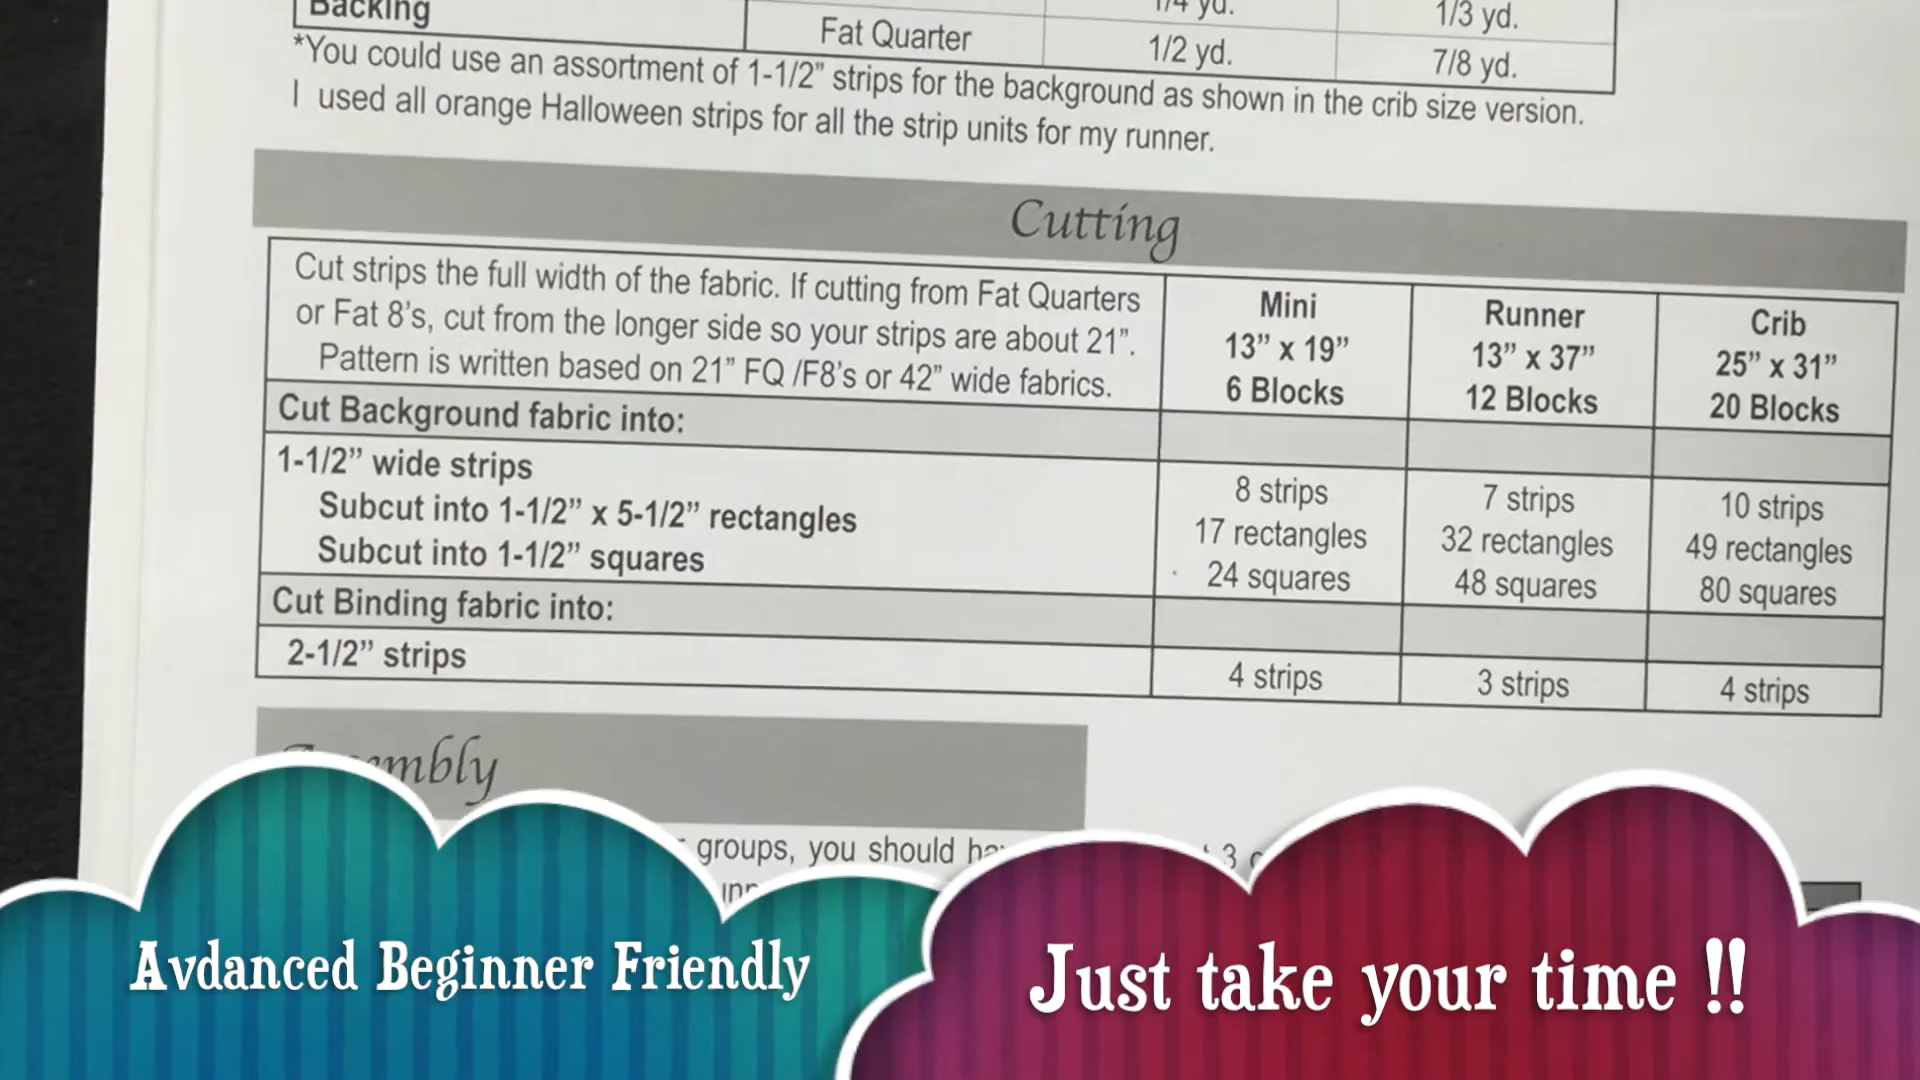 Backing
1/4 yd.
1/3 yd.
Fat Quarter
1/2 yd.
7/8 yd.
*You could use an assortment of 1-1/2” strips for the background as shown in the crib size version.
I used all orange Halloween strips for all the strip units for my runner.
Cutting
Cut strips the full width of the fabric. If cutting from Fat Quarters
or Fat 8’s, cut from the longer side so your strips are about 21”.
Pattern is written based on 21” FQ /F8’s or 42” wide fabrics.
Mini
13” x 19”
6 Blocks
Runner
13” x 37”
12 Blocks
Crib
25” x 31”
20 Blocks
Cut Background fabric into:
1-1/2” wide strips
8 strips
7 strips
10 strips
Subcut into 1-1/2” x 5-1/2” rectangles
17 rectangles
32 rectangles
49 rectangles
Subcut into 1-1/2” squares
24 squares
48 squares
80 squares
Cut Binding fabric into:
2-1/2” strips
4 strips
3 strips
4 strips
groups, you should
3
Avdanced Beginner Friendly
Just take your time !!